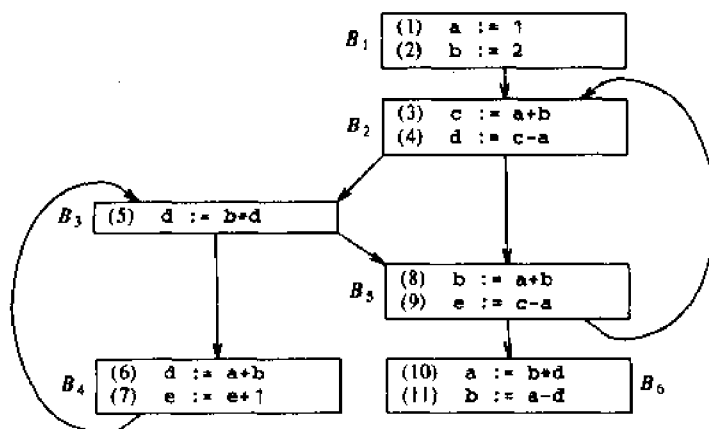 B1
(1) a := 1
(2) b := 2
B2
(3) c := a+b
(4) d := c-a
B3
(5) d := b*d
B5
(8) b := a+b
(9) e := c-a
B4
(6) d := a+b
(7) e := e+1
(10) a := b*d
(11) b := a-d
B6